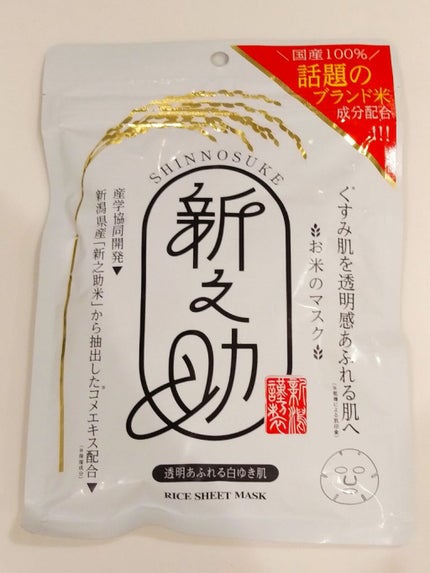 国産100%
話題の
ブランド米
成分配合
!!!
SHINNOSUKE
新之助
くすみ肌を透明感あふれる肌へ
お米のマスク
産学協同開発▼
新潟県産「新之助米」から抽出したコメエキス配合▼
(※保湿成分)
新潟
謹製
透明あふれる白ゆき肌
RICE SHEET MASK